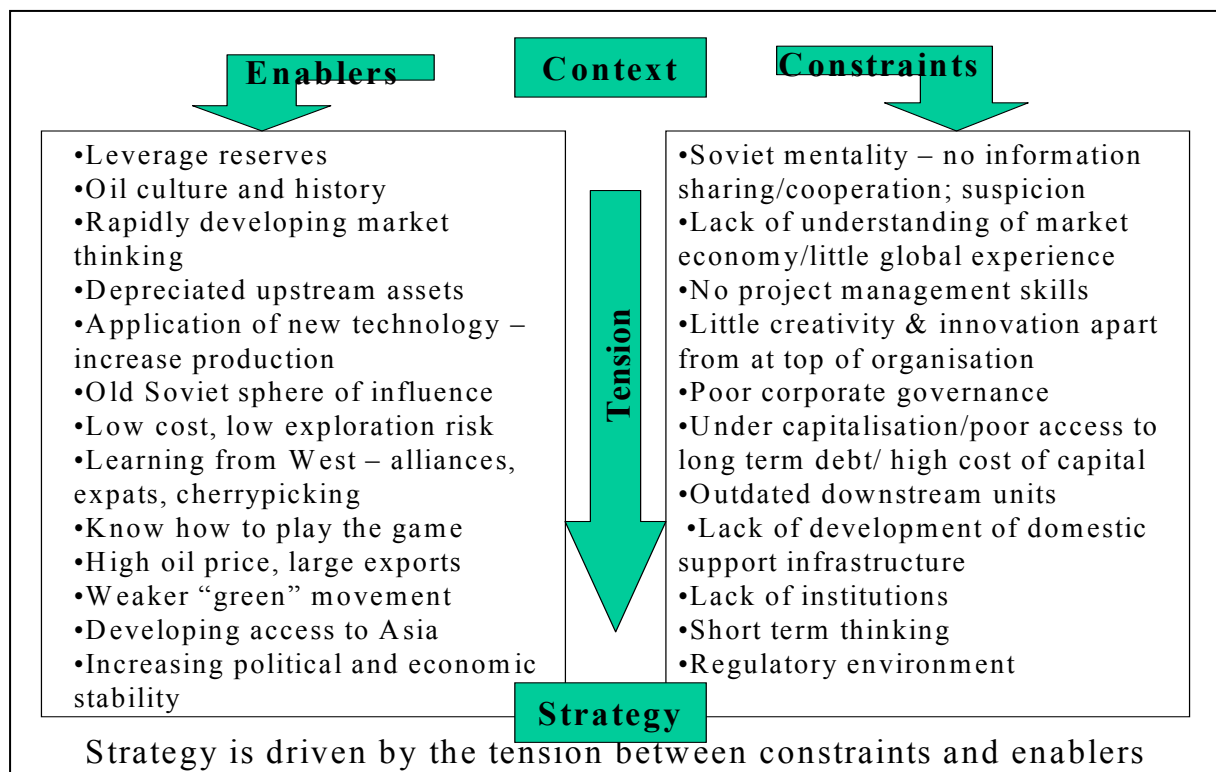 Enablers
Context
Constraints
•Leverage reserves
•Oil culture and history
•Rapidly developing market
thinking
•Depreciated upstream assets
•Application of new technology –
increase production
•Old Soviet sphere of influence
•Low cost, low exploration risk
•Learning from West – alliances,
expats, cherrypicking
•Know how to play the game
•High oil price, large exports
•Weaker “green” movement
•Developing access to Asia
•Increasing political and economic
stability
Tension
•Soviet mentality – no information
sharing/cooperation; suspicion
•Lack of understanding of market
economy/little global experience
•No project management skills
•Little creativity & innovation apart
from at top of organisation
•Poor corporate governance
•Under capitalisation/poor access to
long term debt/ high cost of capital
•Outdated downstream units
•Lack of development of domestic
support infrastructure
•Lack of institutions
•Short term thinking
•Regulatory environment
Strategy
Strategy is driven by the tension between constraints and enablers